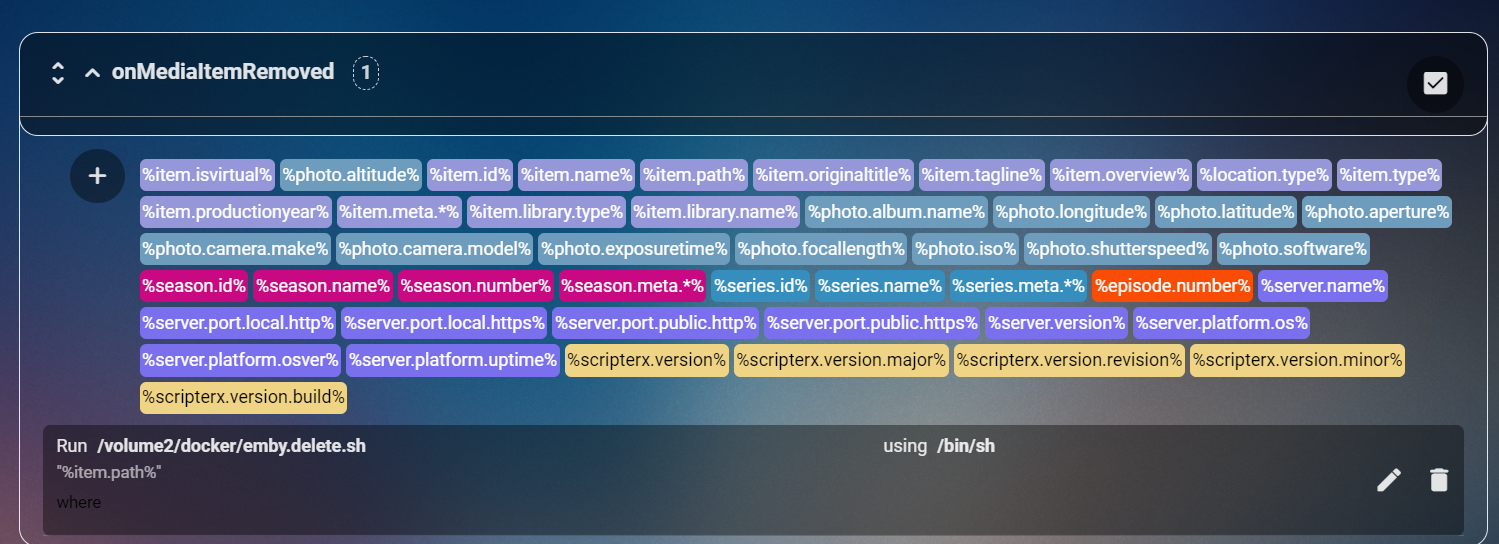 onMediaItemRemoved 1
%item.isvirtual% %photo.altitude% %item.id% %item.name% %item.path% %item.originaltitle% %item.tagline% %item.overview% %location.type% %item.type%
%item.productionyear% %item.meta.*% %item.library.type% %item.library.name% %photo.album.name% %photo.longitude% %photo.latitude% %photo.aperture%
%photo.camera.make% %photo.camera.model% %photo.exposuretime% %photo.focallength% %photo.iso% %photo.shutterspeed% %photo.software%
%season.id% %season.name% %season.number% %season.meta.*% %series.id% %series.name% %series.meta.*% %episode.number% %server.name%
%server.port.local.http% %server.port.local.https% %server.port.public.http% %server.port.public.https% %server.version% %server.platform.os%
%server.platform.osver% %server.platform.uptime% %scripterx.version% %scripterx.version.major% %scripterx.version.revision% %scripterx.version.minor%
%scripterx.version.build%
Run /volume2/docker/emby.delete.sh using /bin/sh
"%item.path%"
where